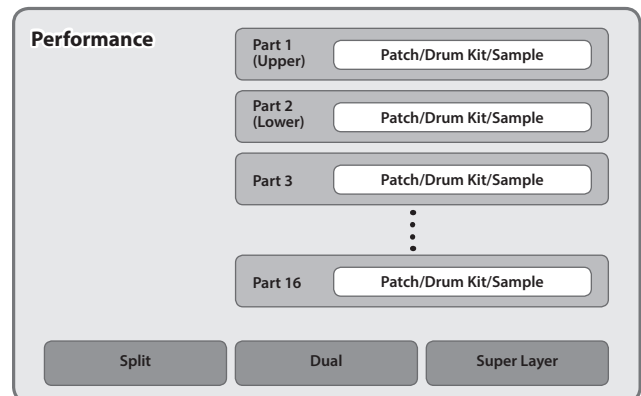 Performance
Part 1
(Upper)
Patch/Drum Kit/Sample
Part 2
(Lower)
Patch/Drum Kit/Sample
Part 3
Patch/Drum Kit/Sample
Part 16
Patch/Drum Kit/Sample
Split
Dual
Super Layer